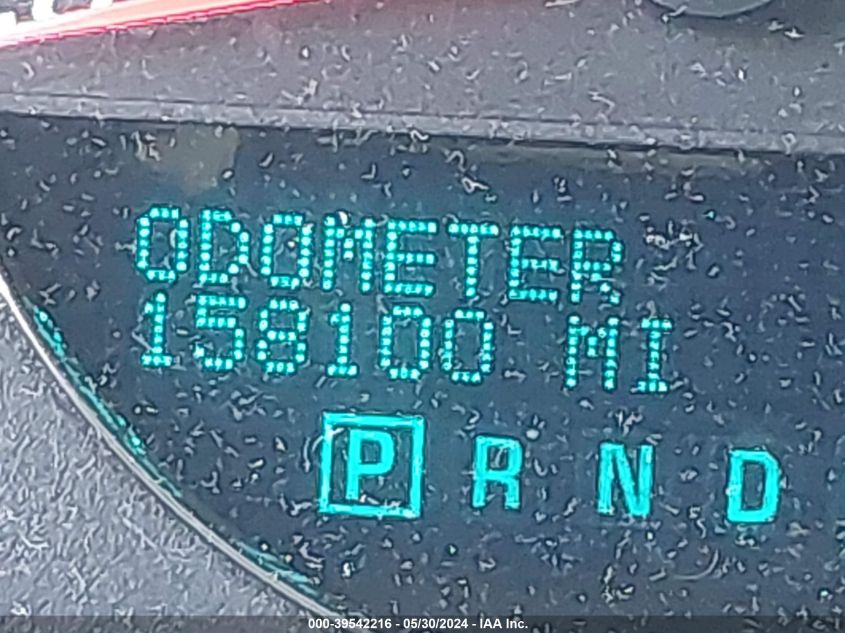 ODOMETER
158100 MI
P R N D
000-39542216 - 05/30/2024 - IAA Inc.